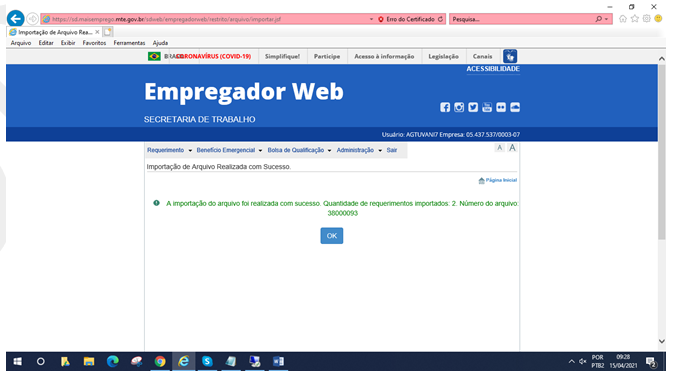 https://sd.maisemprego.mte.gov.br/sdweb/empregadorweb/restrito/arquivo/importar.jsf
Erro do Certificado
Pesquisa...
Importação de Arquivo Rea...
Arquivo Editar Exibir Favoritos Ferramentas Ajuda
CORONAVÍRUS (COVID-19) Simplifique! Participe Acesso à informação Legislação Canais
ACESSIBILIDADE
Empregador Web
SECRETARIA DE TRABALHO
Usuário: AGTUVANI7 Empresa: 05.437.537/0003-07
Requerimento Benefício Emergencial Bolsa de Qualificação Administração Sair
A A
Importação de Arquivo Realizada com Sucesso.
Página Inicial
A importação do arquivo foi realizada com sucesso. Quantidade de requerimentos importados: 2. Número do arquivo:
38000093
OK
POR 09:28
PTB2 15/04/2021